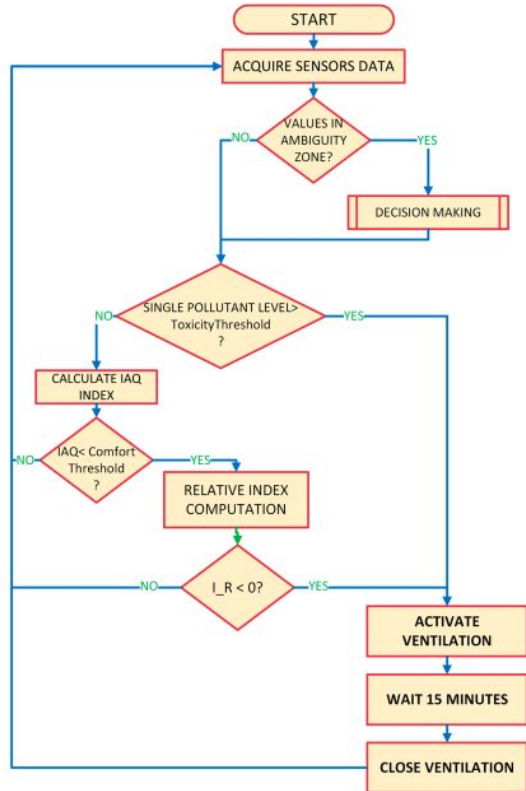 START
ACQUIRE SENSORS DATA
VALUES IN
AMBIGUITY
ZONE?
NO
YES
DECISION MAKING
SINGLE POLLUTANT LEVEL>
ToxicityThreshold
?
NO
YES
CALCULATE IAQ
INDEX
IAQ< Comfort
Threshold
?
NO
YES
RELATIVE INDEX
COMPUTATION
I_R < 0?
NO
YES
ACTIVATE
VENTILATION
WAIT 15 MINUTES
CLOSE VENTILATION